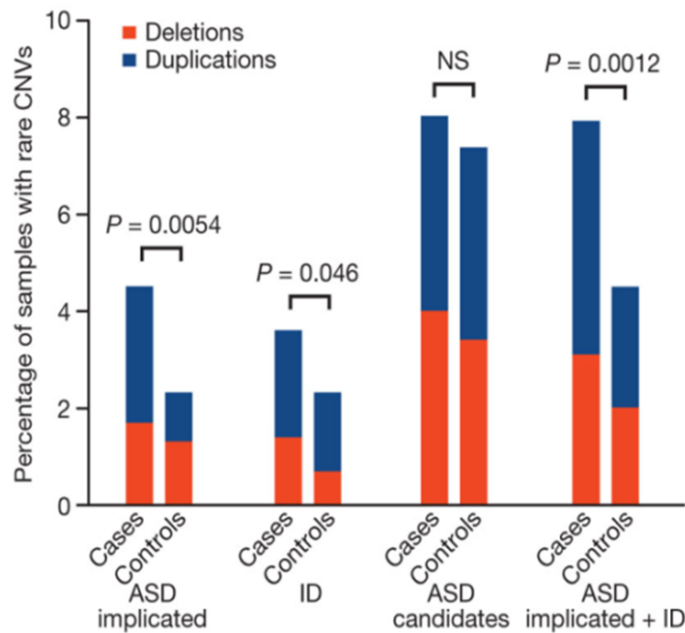 Percentage of samples with rare CNVs
10
8
6
4
2
0
Deletions
Duplications
P = 0.0054
P = 0.046
NS
P = 0.0012
Cases
Controls
Cases
Controls
Cases
Controls
Cases
Controls
ASD
implicated
ID
ASD
candidates
ASD
implicated + ID